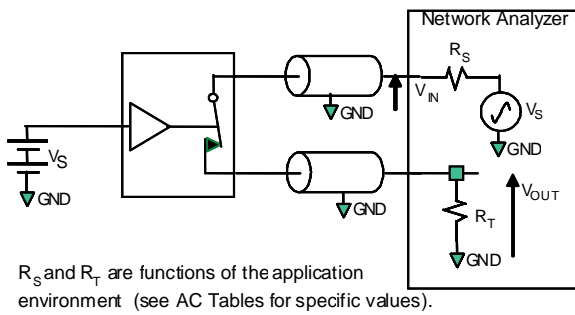 Network Analyzer
R_S
GND
V_IN
V_S
GND
V_S
GND
GND
V_OUT
R_T
GND
R_S and R_T are functions of the application
environment (see AC Tables for specific values).